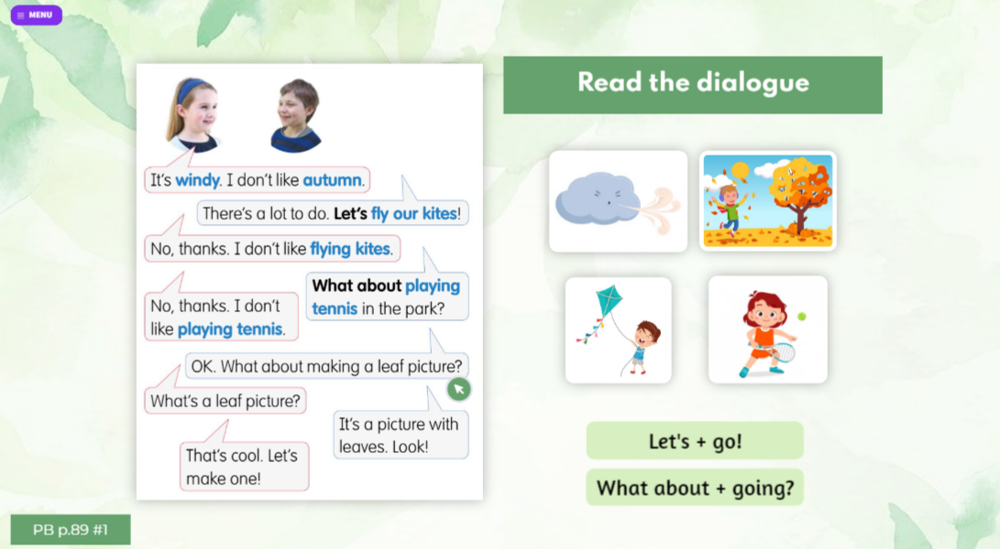 MENU
Read the dialogue
It's windy. I don't like autumn.
There's a lot to do. Let's fly our kites!
No, thanks. I don't like flying kites.
What about playing
tennis in the park?
No, thanks. I don't
like playing tennis.
OK. What about making a leaf picture?
What's a leaf picture?
It's a picture with
leaves. Look!
That's cool. Let's
make one!
Let's + go!
What about + going?
PB p.89 #1